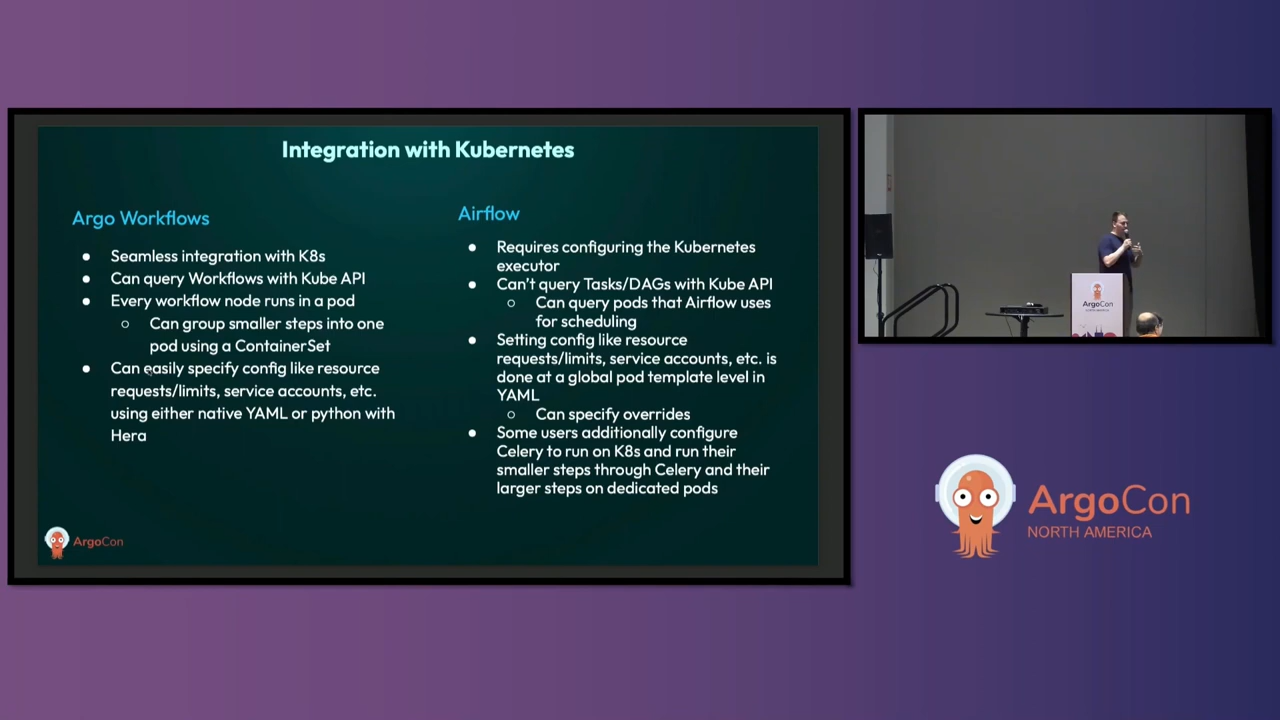 Integration with Kubernetes
Argo Workflows
Seamless integration with K8s
Can query Workflows with Kube API
Every workflow node runs in a pod
Can group smaller steps into one
pod using a ContainerSet
Can easily specify config like resource
requests/limits, service accounts, etc.
using either native YAML or python with
Hera
Airflow
Requires configuring the Kubernetes
executor
Can't query Tasks/DAGs with Kube API
Can query pods that Airflow uses
for scheduling
Setting config like resource
requests/limits, service accounts, etc. is
done at a global pod template level in
YAML
Can specify overrides
Some users additionally configure
Celery to run on K8s and run their
smaller steps through Celery and their
larger steps on dedicated pods
ArgoCon
ArgoCon
ArgoCon
NORTH AMERICA